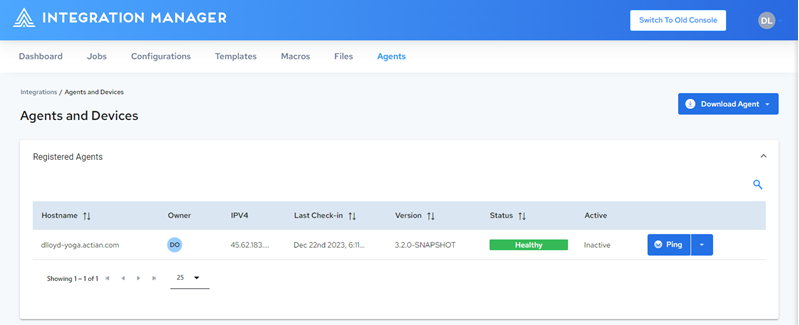 INTEGRATION MANAGER
Switch To Old Console
DL
Dashboard Jobs Configurations Templates Macros Files Agents
Integrations / Agents and Devices
Agents and Devices
Download Agent
Registered Agents
Hostname Owner IPV4 Last Check-in Version Status Active
dlloyd-yoga.actian.com DO 45.62.183.... Dec 22nd 2023, 6:11... 3.2.0-SNAPSHOT Healthy Inactive Ping
Showing 1 – 1 of 1 25